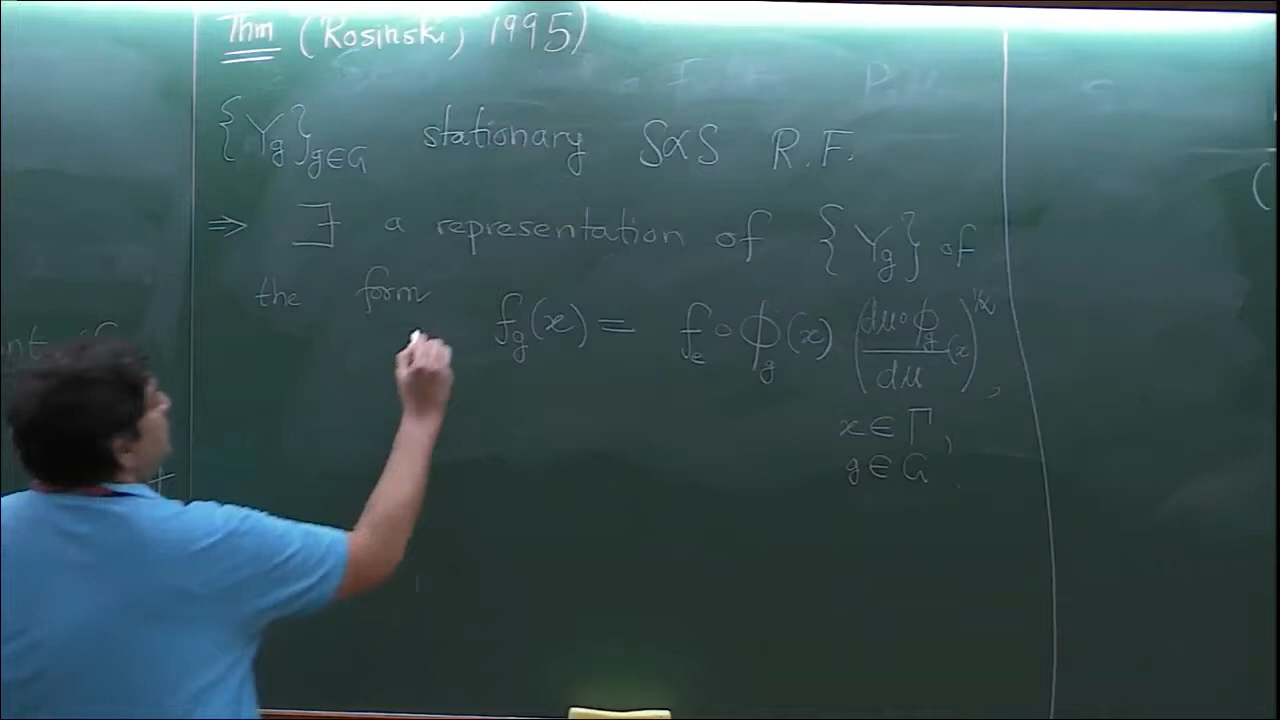 Thm (Rosinski, 1995)
{Y_g}_{g∈G} stationary SαS R.F.
⇒ ∃ a representation of {Y_g} of
the form f_g(x) = f_e∘ϕ_g(x) (dμ∘ϕ_g/dμ (x))^{1/α},
x ∈ Γ,
g ∈ G.